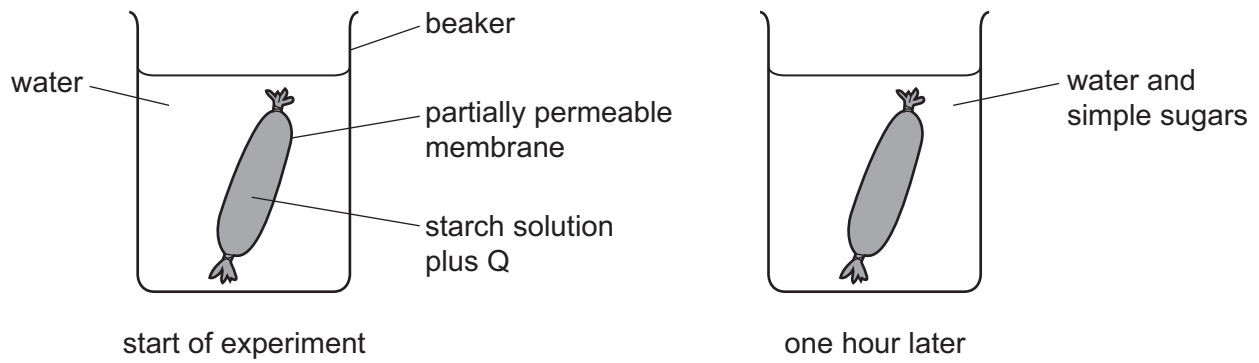 beaker
water
partially permeable
membrane
starch solution
plus Q
start of experiment
water and
simple sugars
one hour later